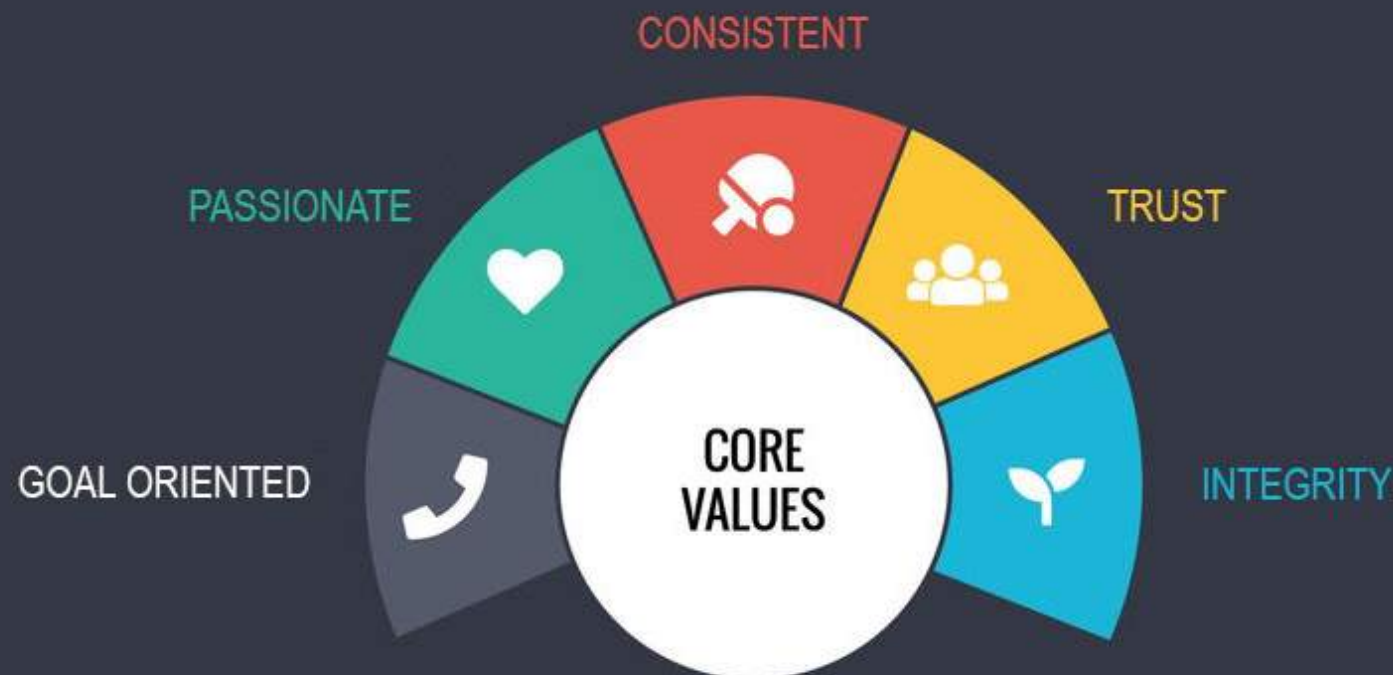 CONSISTENT
PASSIONATE
TRUST
GOAL ORIENTED
CORE
VALUES
INTEGRITY